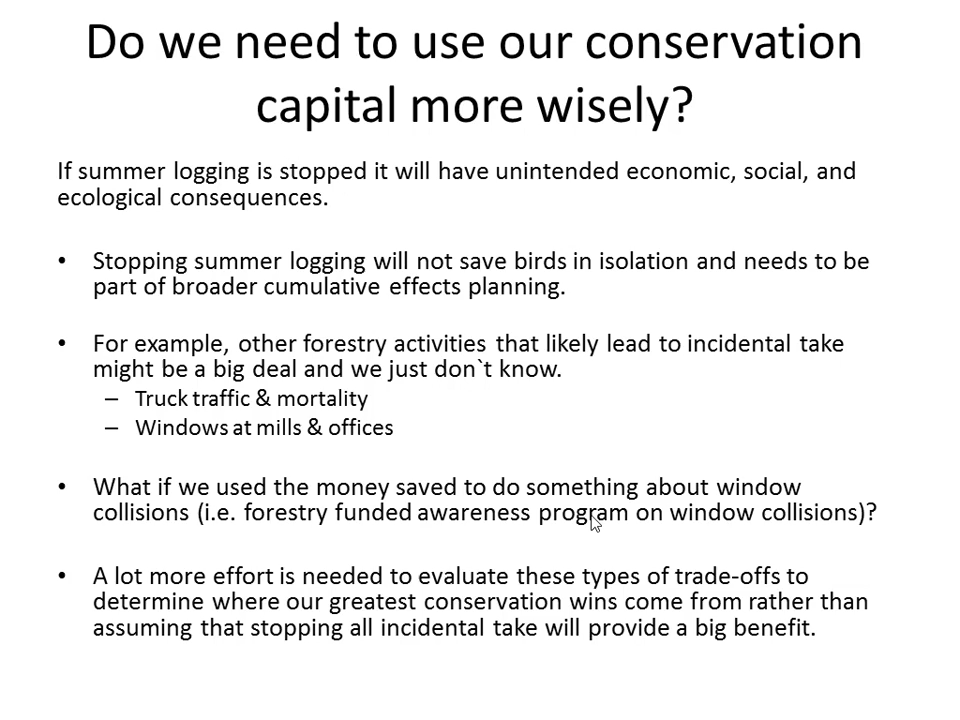 Do we need to use our conservation
capital more wisely?
If summer logging is stopped it will have unintended economic, social, and
ecological consequences.
• Stopping summer logging will not save birds in isolation and needs to be
part of broader cumulative effects planning.
• For example, other forestry activities that likely lead to incidental take
might be a big deal and we just don`t know.
– Truck traffic & mortality
– Windows at mills & offices
• What if we used the money saved to do something about window
collisions (i.e. forestry funded awareness program on window collisions)?
• A lot more effort is needed to evaluate these types of trade-offs to
determine where our greatest conservation wins come from rather than
assuming that stopping all incidental take will provide a big benefit.